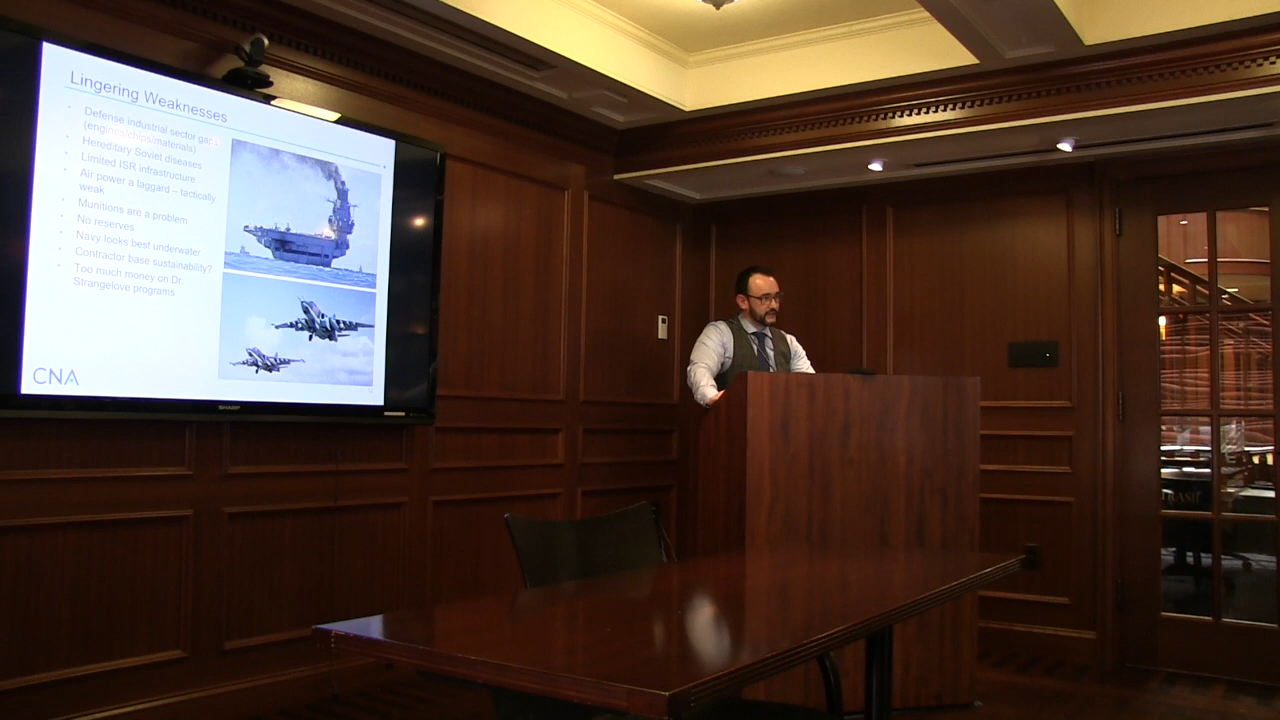 Lingering Weaknesses
Defense industrial sector gaps
(engines/chips/materials)
Hereditary Soviet diseases
Limited ISR infrastructure
Air power a laggard – tactically
weak
Munitions are a problem
No reserves
Navy looks best underwater
Contractor base sustainability?
Too much money on Dr.
Strangelove programs
CNA
SHARP
TRASH